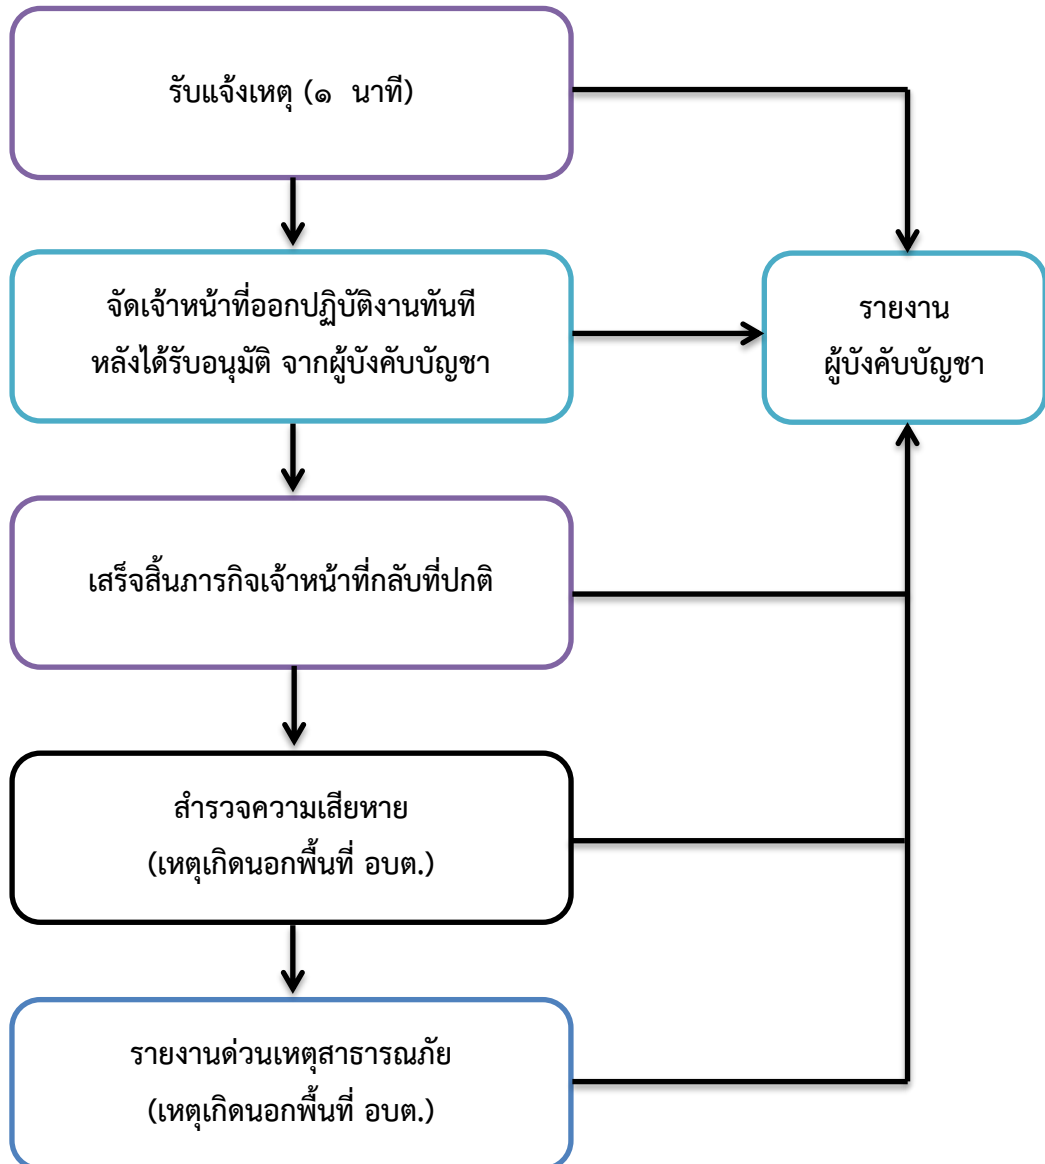 รับแจ้งเหตุ (๑ นาที)
จัดเจ้าหน้าที่ออกปฏิบัติงานทันที
หลังได้รับอนุมัติ จากผู้บังคับบัญชา
รายงาน
ผู้บังคับบัญชา
เสร็จสิ้นภารกิจเจ้าหน้าที่กลับที่ปกติ
สำรวจความเสียหาย
(เหตุเกิดนอกพื้นที่ อบต.)
รายงานด่วนเหตุสาธารณภัย
(เหตุเกิดนอกพื้นที่ อบต.)